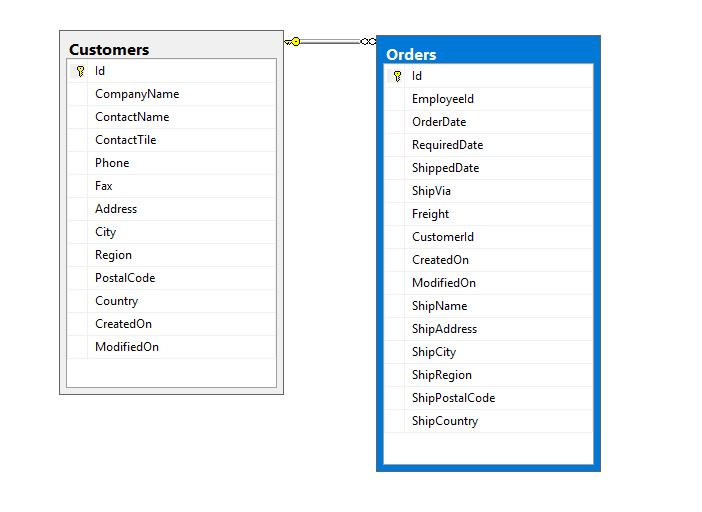 Customers
Id
CompanyName
ContactName
ContactTile
Phone
Fax
Address
City
Region
PostalCode
Country
CreatedOn
ModifiedOn
Orders
Id
EmployeeId
OrderDate
RequiredDate
ShippedDate
ShipVia
Freight
CustomerId
CreatedOn
ModifiedOn
ShipName
ShipAddress
ShipCity
ShipRegion
ShipPostalCode
ShipCountry